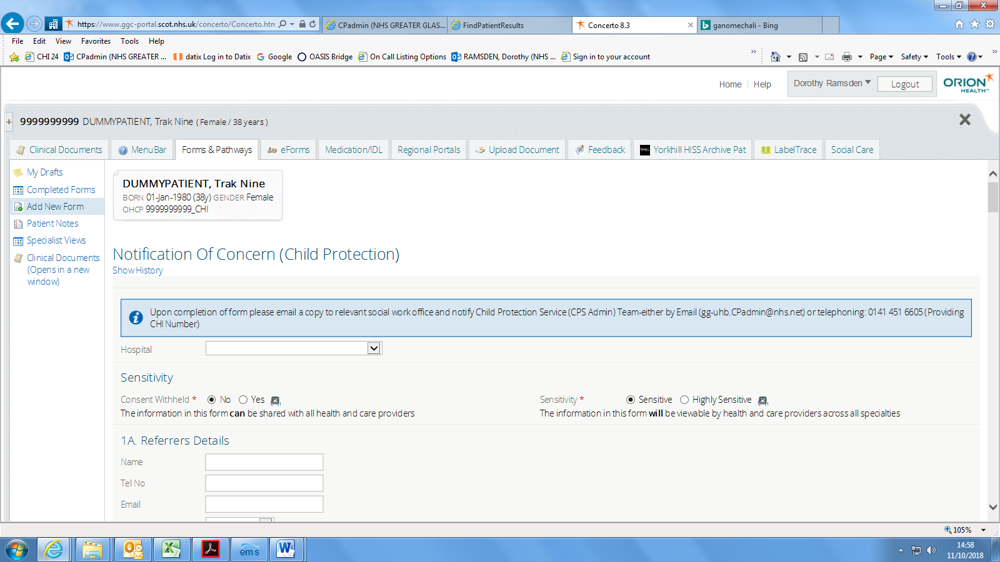 https://www.ggc-portal.scot.nhs.uk/concerto/Concerto.htm
CPadmin (NHS GREATER GLAS...
FindPatientResults
Concerto 8.3
ganomechali - Bing
File Edit View Favorites Tools Help
CHI 24 CPadmin (NHS GREATER ... datix Log in to Datix Google OASIS Bridge On Call Listing Options RAMSDEN, Dorothy (NHS ... Sign in to your account
Page Safety Tools
Home Help Dorothy Ramsden Logout
ORION
HEALTH™
+ 9999999999 DUMMYPATIENT, Trak Nine ( Female / 38 years )
Clinical Documents MenuBar Forms & Pathways eForms Medication/IDL Regional Portals Upload Document Feedback YHILL Yorkhill HISS Archive Pat LabelTrace Social Care
My Drafts
Completed Forms
Add New Form
Patient Notes
Specialist Views
Clinical Documents
(Opens in a new
window)
DUMMYPATIENT, Trak Nine
BORN 01-Jan-1980 (38y) GENDER Female
OHCP 9999999999_CHI
Notification Of Concern (Child Protection)
Show History
Upon completion of form please email a copy to relevant social work office and notify Child Protection Service (CPS Admin) Team-either by Email (gg-uhb.CPadmin@nhs.net) or telephoning: 0141 451 6605 (Providing
CHI Number)
Hospital
Sensitivity
Consent Withheld * No Yes
The information in this form can be shared with all health and care providers
Sensitivity * Sensitive Highly Sensitive
The information in this form will be viewable by health and care providers across all specialties
1A. Referrers Details
Name
Tel No
Email
105%
ems
14:58
11/10/2018